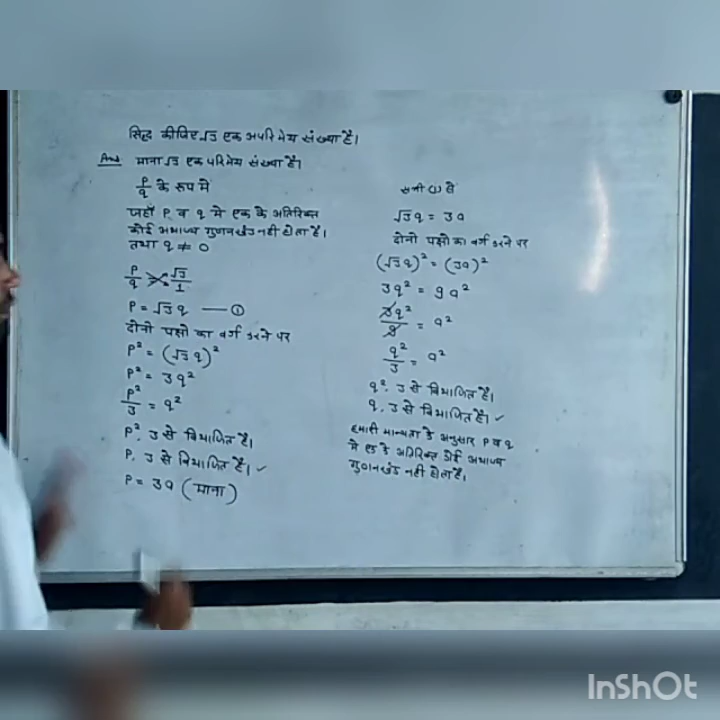 सिद्ध कीजिए √3 एक अपरिमेय संख्या है।
Ans माना √3 एक परिमेय संख्या है।
p/q के रूप मे
जहाँ P व q मे एक के अतिरिक्त
कोई अभाज्य गुणनखंड नही होता है।
तथा q ≠ 0
p/q = √3/1
P = √3 q —— ①
दोनो पक्षो का वर्ग करने पर
P² = (√3 q)²
P² = 3q²
P²/3 = q²
P², 3 से विभाजित है।
P, 3 से विभाजित है। ✓
P = 3a (माना)
समी (1) से
√3 q = 3a
दोनो पक्षो का वर्ग करने पर
(√3 q)² = (3a)²
3q² = 9a²
3q²/9 = a²
q²/3 = a²
q², 3 से विभाजित है।
q, 3 से विभाजित है। ✓
हमारी मान्यता के अनुसार P व q
मे एक के अतिरिक्त कोई अभाज्य
गुणनखंड नही होता है।
InShOt